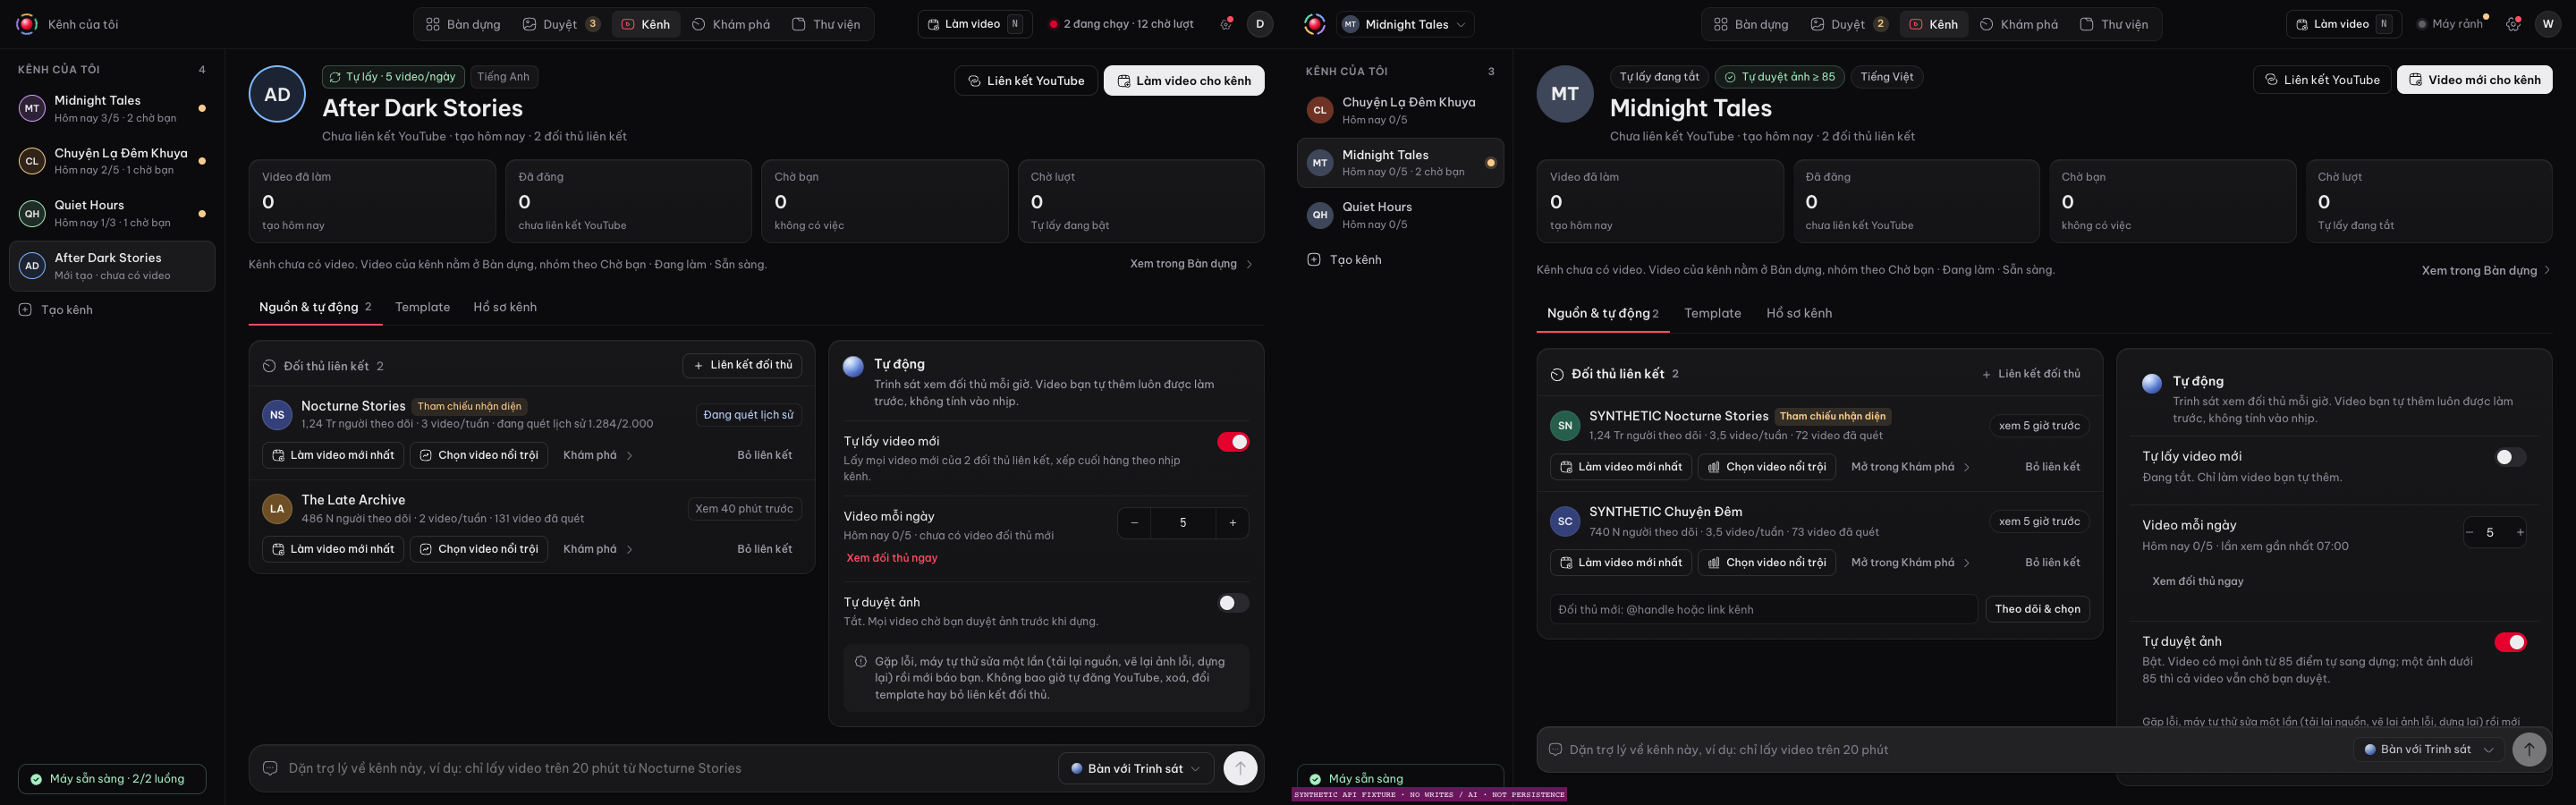 Kênh của tôi
Bàn dựng
Duyệt 3
Kênh
Khám phá
Thư viện
Làm video N
2 đang chạy · 12 chờ lượt
D
KÊNH CỦA TÔI 4
MT
Midnight Tales
Hôm nay 3/5 · 2 chờ bạn
CL
Chuyện Lạ Đêm Khuya
Hôm nay 2/5 · 1 chờ bạn
QH
Quiet Hours
Hôm nay 1/3 · 1 chờ bạn
AD
After Dark Stories
Mới tạo · chưa có video
Tạo kênh
Máy sẵn sàng · 2/2 luồng
AD
Tự lấy · 5 video/ngày
Tiếng Anh
After Dark Stories
Chưa liên kết YouTube · tạo hôm nay · 2 đối thủ liên kết
Liên kết YouTube
Làm video cho kênh
Video đã làm
0
tạo hôm nay
Đã đăng
0
chưa liên kết YouTube
Chờ bạn
0
không có việc
Chờ lượt
0
Tự lấy đang bật
Kênh chưa có video. Video của kênh nằm ở Bàn dựng, nhóm theo Chờ bạn · Đang làm · Sẵn sàng.
Xem trong Bàn dựng
Nguồn & tự động 2
Template
Hồ sơ kênh
Đối thủ liên kết 2
+ Liên kết đối thủ
NS
Nocturne Stories
Tham chiếu nhận diện
1,24 Tr người theo dõi · 3 video/tuần · đang quét lịch sử 1.284/2.000
Đang quét lịch sử
Làm video mới nhất
Chọn video nổi trội
Khám phá
Bỏ liên kết
LA
The Late Archive
486 N người theo dõi · 2 video/tuần · 131 video đã quét
Xem 40 phút trước
Làm video mới nhất
Chọn video nổi trội
Khám phá
Bỏ liên kết
Tự động
Trinh sát xem đối thủ mỗi giờ. Video bạn tự thêm luôn được làm
trước, không tính vào nhịp.
Tự lấy video mới
Lấy mọi video mới của 2 đối thủ liên kết, xếp cuối hàng theo nhịp
kênh.
Video mỗi ngày
Hôm nay 0/5 · chưa có video đối thủ mới
− 5 +
Xem đối thủ ngay
Tự duyệt ảnh
Tắt. Mọi video chờ bạn duyệt ảnh trước khi dựng.
Gặp lỗi, máy tự thử sửa một lần (tải lại nguồn, vẽ lại ảnh lỗi, dựng
lại) rồi mới báo bạn. Không bao giờ tự đăng YouTube, xoá, đổi
template hay bỏ liên kết đối thủ.
Dặn trợ lý về kênh này, ví dụ: chỉ lấy video trên 20 phút từ Nocturne Stories
Bàn với Trinh sát
MT Midnight Tales
Bàn dựng
Duyệt 2
Kênh
Khám phá
Thư viện
Làm video N
Máy rảnh
W
KÊNH CỦA TÔI 3
CL
Chuyện Lạ Đêm Khuya
Hôm nay 0/5
MT
Midnight Tales
Hôm nay 0/5 · 2 chờ bạn
QH
Quiet Hours
Hôm nay 0/5
Tạo kênh
Máy sẵn sàng
SYNTHETIC API FIXTURE · NO WRITES / AI · NOT PERSISTENCE
MT
Tự lấy đang tắt
Tự duyệt ảnh ≥ 85
Tiếng Việt
Midnight Tales
Chưa liên kết YouTube · tạo hôm nay · 2 đối thủ liên kết
Liên kết YouTube
Video mới cho kênh
Video đã làm
0
tạo hôm nay
Đã đăng
0
chưa liên kết YouTube
Chờ bạn
0
không có việc
Chờ lượt
0
Tự lấy đang tắt
Kênh chưa có video. Video của kênh nằm ở Bàn dựng, nhóm theo Chờ bạn · Đang làm · Sẵn sàng.
Xem trong Bàn dựng
Nguồn & tự động 2
Template
Hồ sơ kênh
Đối thủ liên kết 2
+ Liên kết đối thủ
SN
SYNTHETIC Nocturne Stories
Tham chiếu nhận diện
1,24 Tr người theo dõi · 3,5 video/tuần · 72 video đã quét
xem 5 giờ trước
Làm video mới nhất
Chọn video nổi trội
Mở trong Khám phá
Bỏ liên kết
SC
SYNTHETIC Chuyện Đêm
740 N người theo dõi · 3,5 video/tuần · 73 video đã quét
xem 5 giờ trước
Làm video mới nhất
Chọn video nổi trội
Mở trong Khám phá
Bỏ liên kết
Đối thủ mới: @handle hoặc link kênh
Theo dõi & chọn
Tự động
Trinh sát xem đối thủ mỗi giờ. Video bạn tự thêm luôn được làm
trước, không tính vào nhịp.
Tự lấy video mới
Đang tắt. Chỉ làm video bạn tự thêm.
Video mỗi ngày
Hôm nay 0/5 · lần xem gần nhất 07:00
− 5 +
Xem đối thủ ngay
Tự duyệt ảnh
Bật. Video có mọi ảnh từ 85 điểm tự sang dựng; một ảnh dưới
85 thì cả video vẫn chờ bạn duyệt.
Gặp lỗi, máy tự thử sửa một lần (tải lại nguồn, vẽ lại ảnh lỗi, dựng lại) rồi mới
Dặn trợ lý về kênh này, ví dụ: chỉ lấy video trên 20 phút
Bàn với Trinh sát